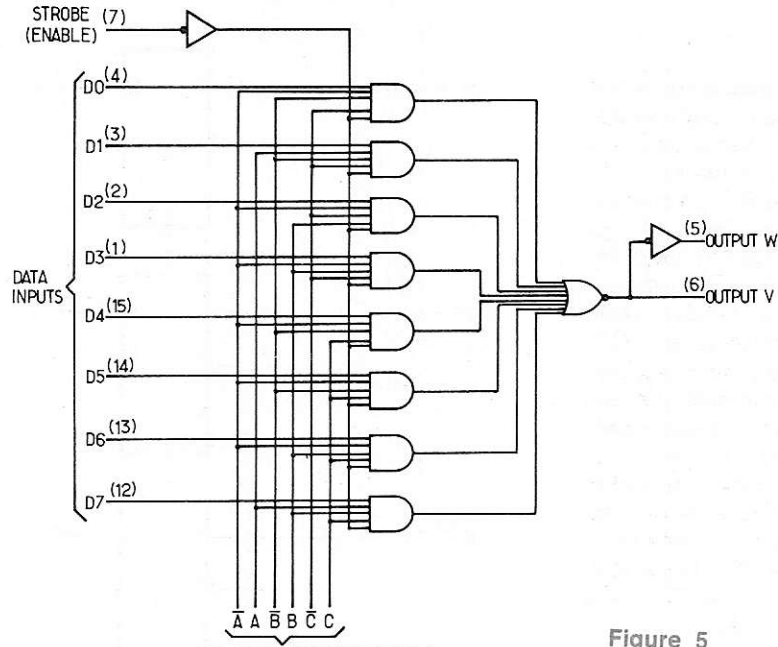 STROBE (7)
(ENABLE)
D0 (4)
D1 (3)
D2 (2)
D3 (1)
DATA
INPUTS
D4 (15)
D5 (14)
D6 (13)
D7 (12)
(5) OUTPUT W
(6) OUTPUT V
A̅ A B̅ B C̅ C
Figure 5